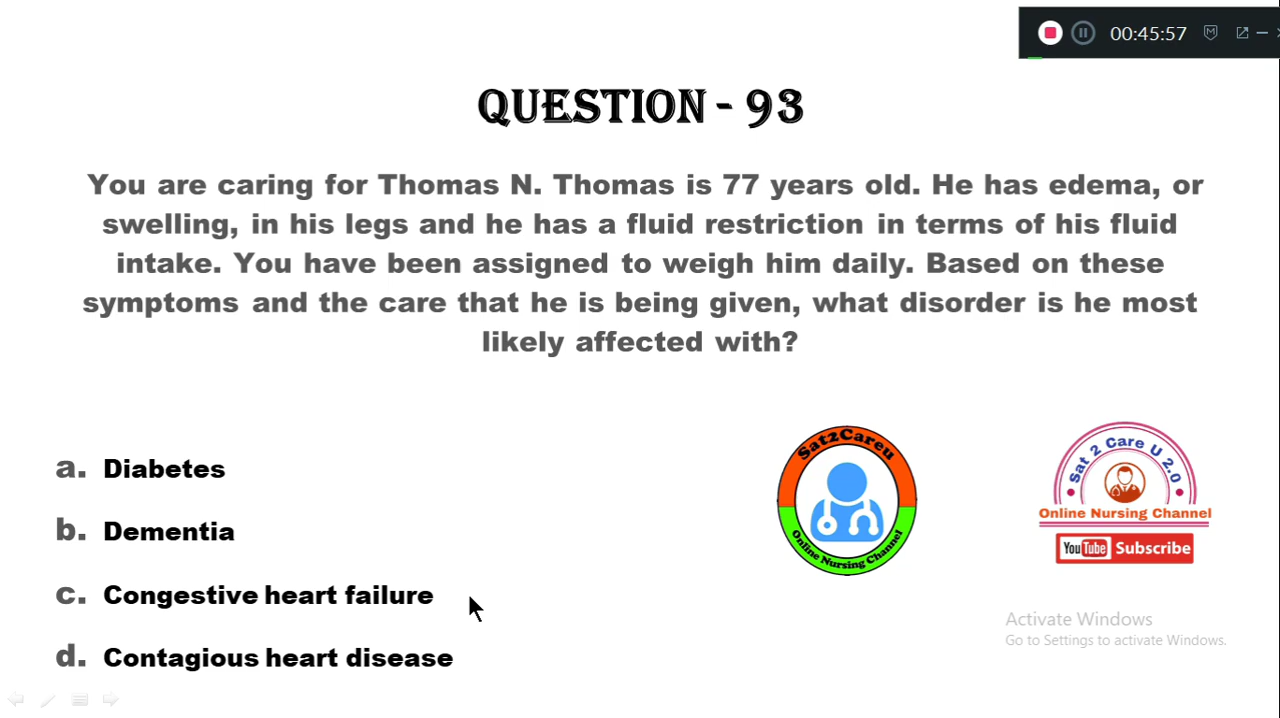 00:45:57
QUESTION - 93
You are caring for Thomas N. Thomas is 77 years old. He has edema, or
swelling, in his legs and he has a fluid restriction in terms of his fluid
intake. You have been assigned to weigh him daily. Based on these
symptoms and the care that he is being given, what disorder is he most
likely affected with?
a. Diabetes
b. Dementia
c. Congestive heart failure
d. Contagious heart disease
Sat2Careu
Online Nursing Channel
Sat 2 Care U 2.0
Online Nursing Channel
YouTube Subscribe
Activate Windows
Go to Settings to activate Windows.